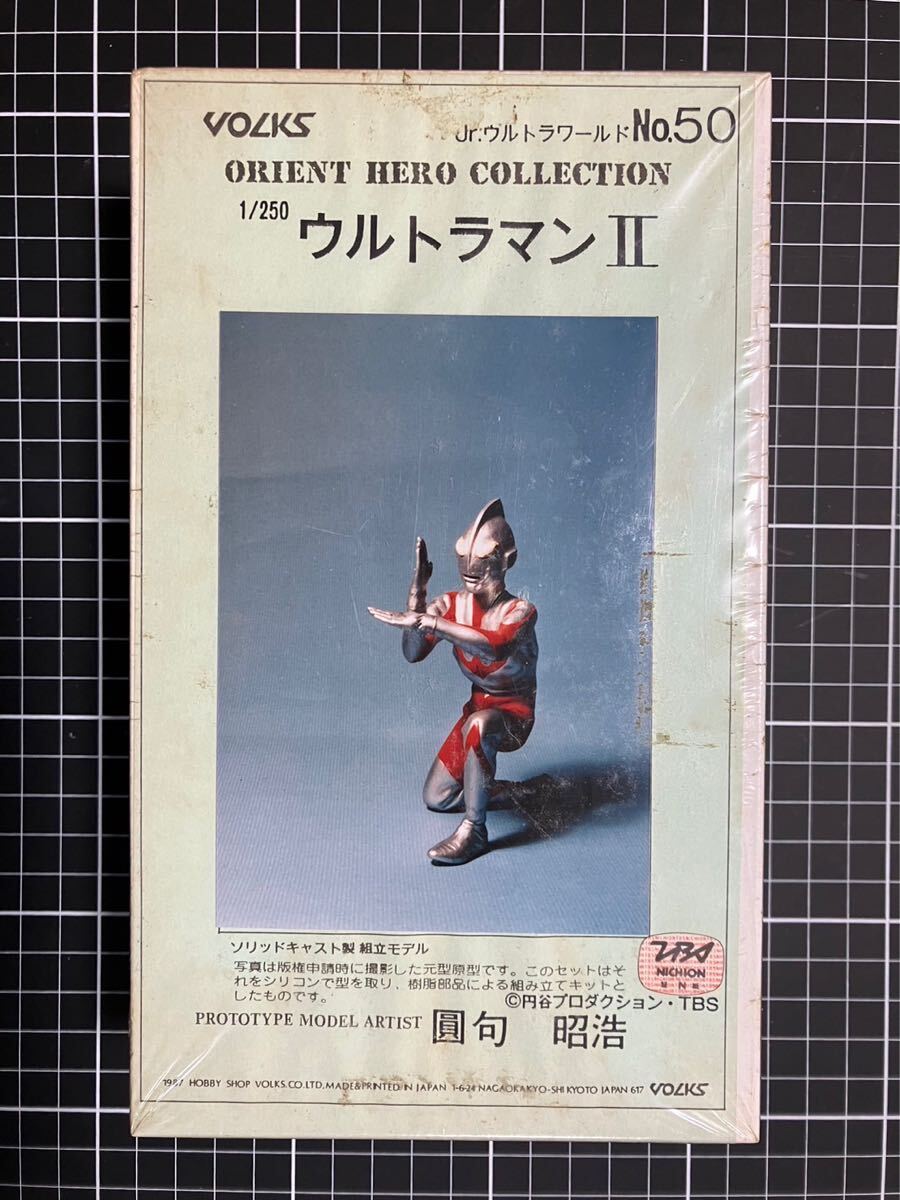 VOLKS
Jr.ウルトラワールド No.50
ORIENT HERO COLLECTION
1/250 ウルトラマンⅡ
ソリッドキャスト製 組立モデル
写真は版権申請時に撮影した元型原型です。このセットはそ
れをシリコンで型を取り、樹脂部品による組み立てキットと
したものです。
NICHION
©円谷プロダクション・TBS
PROTOTYPE MODEL ARTIST 圓句 昭浩
1987 HOBBY SHOP VOLKS.CO.LTD.MADE&PRINTED IN JAPAN 1-6-24 NAGAOKAKYO-SHI KYOTO JAPAN 617 VOLKS